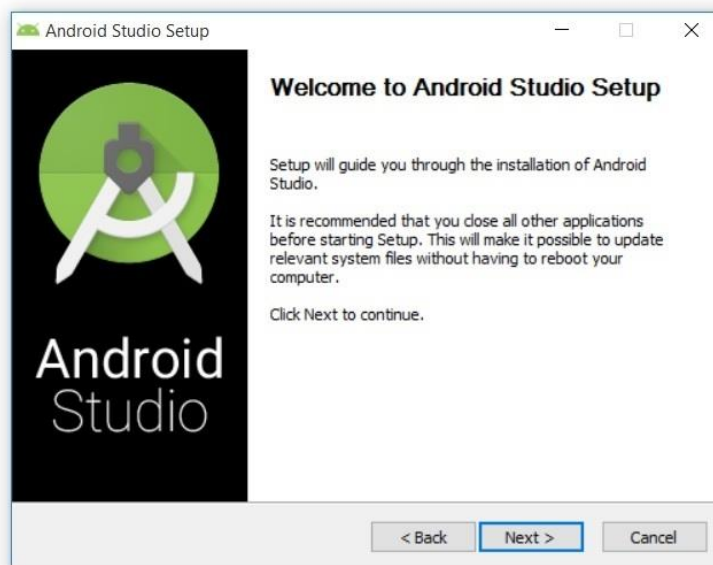 Android Studio Setup
Welcome to Android Studio Setup
Setup will guide you through the installation of Android
Studio.
It is recommended that you close all other applications
before starting Setup. This will make it possible to update
relevant system files without having to reboot your
computer.
Click Next to continue.
Android
Studio
< Back
Next >
Cancel